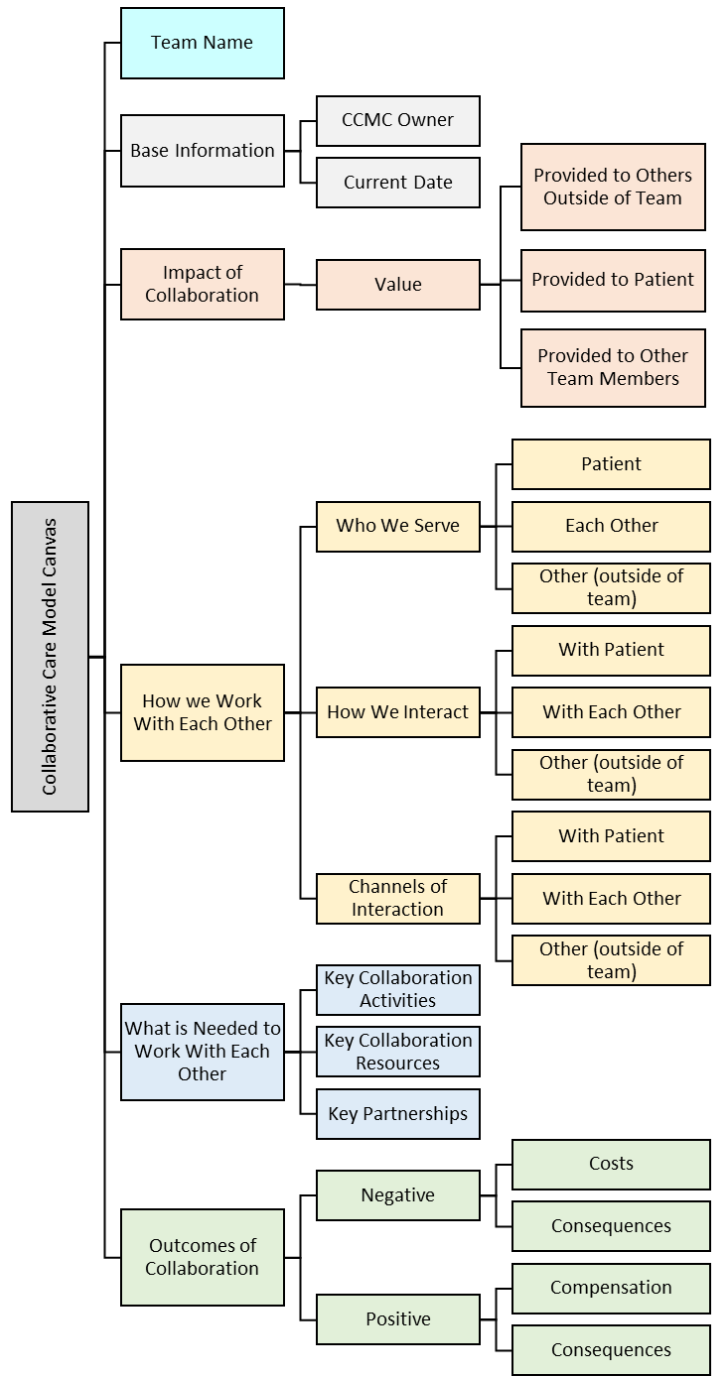 Collaborative Care Model Canvas
Team Name
Base Information
CCMC Owner
Current Date
Impact of
Collaboration
Value
Provided to Others
Outside of Team
Provided to Patient
Provided to Other
Team Members
How we Work
With Each Other
Who We Serve
Patient
Each Other
Other (outside of
team)
How We Interact
With Patient
With Each Other
Other (outside of
team)
Channels of
Interaction
With Patient
With Each Other
Other (outside of
team)
What is Needed to
Work With Each
Other
Key Collaboration
Activities
Key Collaboration
Resources
Key Partnerships
Outcomes of
Collaboration
Negative
Costs
Consequences
Positive
Compensation
Consequences